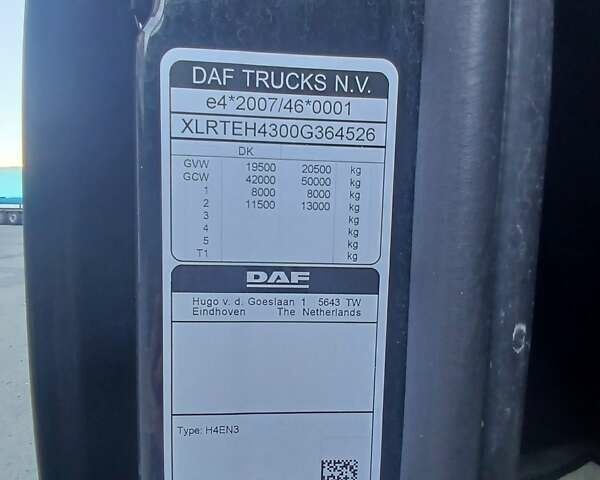 DAF TRUCKS N.V.
e4*2007/46*0001
XLRTEH4300G364526
DK
GVW 19500 20500 kg
GCW 42000 50000 kg
1 8000 8000 kg
2 11500 13000 kg
3 kg
4 kg
5 kg
T1 kg
DAF
Hugo v. d. Goeslaan 1 5643 TW
Eindhoven The Netherlands
Type: H4EN3